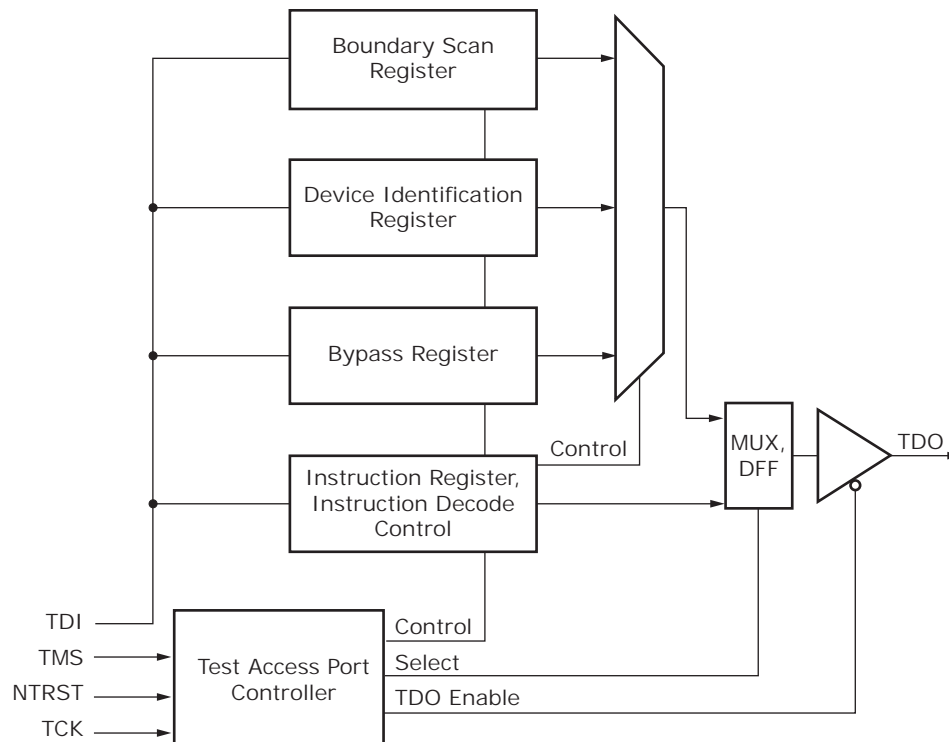 Boundary Scan
Register
Device Identification
Register
Bypass Register
Control
MUX,
DFF
TDO
Instruction Register,
Instruction Decode
Control
TDI
TMS
NTRST
TCK
Test Access Port
Controller
Control
Select
TDO Enable